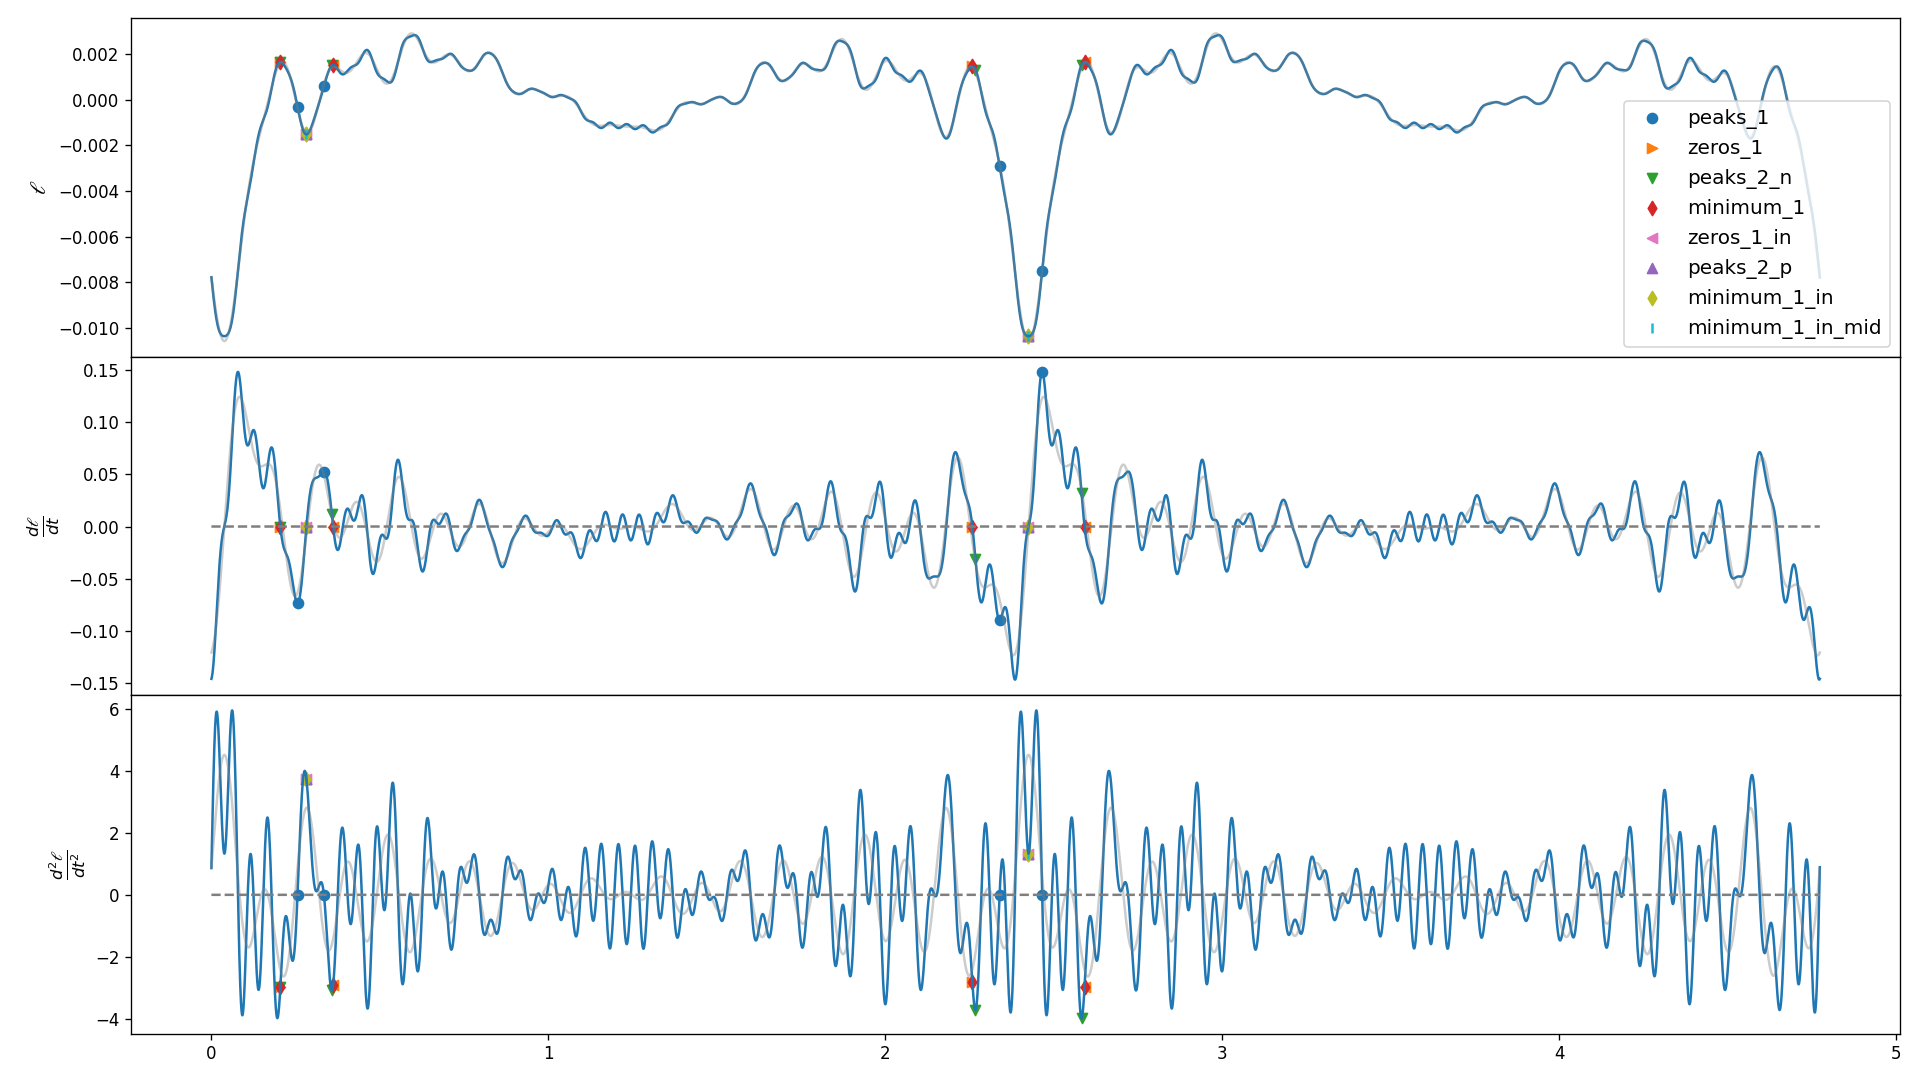 0.002
0.000
−0.002
−0.004
−0.006
−0.008
−0.010
ℓ
peaks_1
zeros_1
peaks_2_n
minimum_1
zeros_1_in
peaks_2_p
minimum_1_in
minimum_1_in_mid
0.15
0.10
0.05
0.00
−0.05
−0.10
−0.15
dℓ
dt
6
4
2
0
−2
−4
d²ℓ
dt²
0 1 2 3 4 5